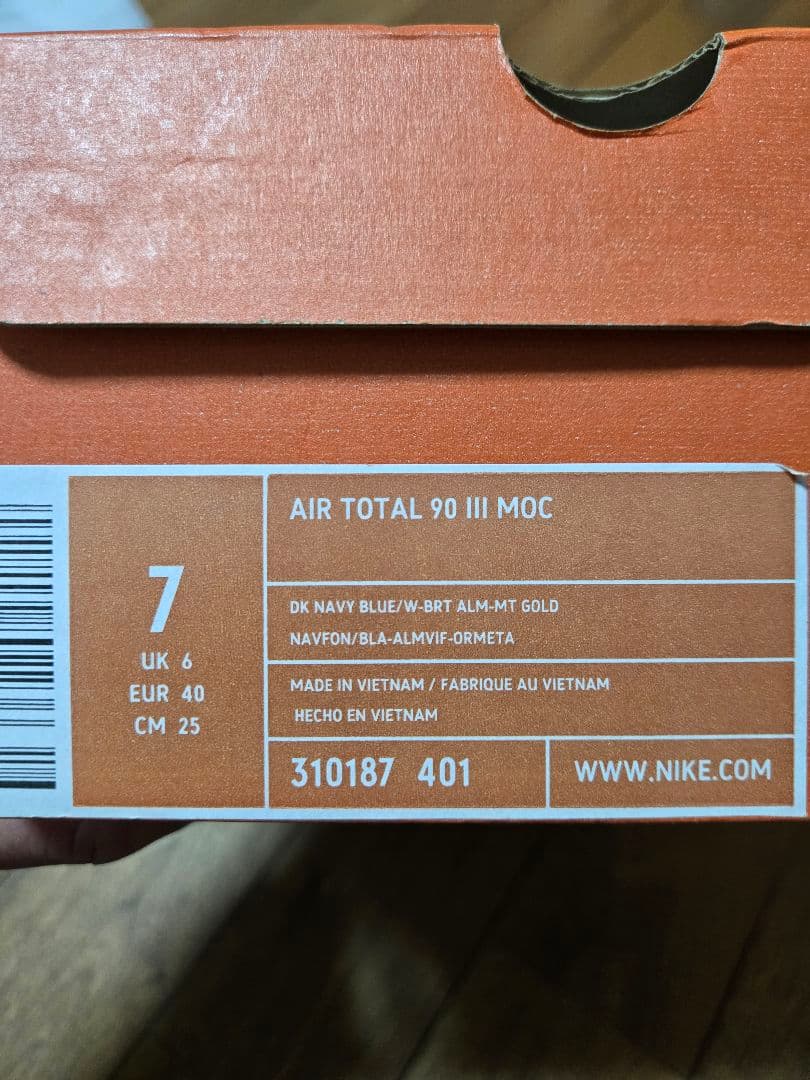 7
UK 6
EUR 40
CM 25
AIR TOTAL 90 III MOC
DK NAVY BLUE/W-BRT ALM-MT GOLD
NAVFON/BLA-ALMVIF-ORMETA
MADE IN VIETNAM / FABRIQUE AU VIETNAM
HECHO EN VIETNAM
310187 401
WWW.NIKE.COM